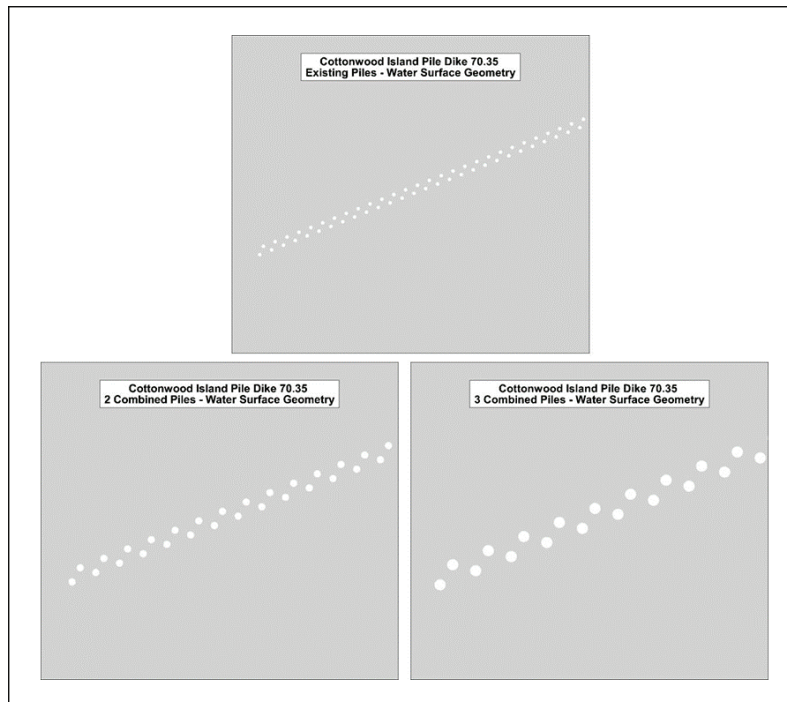 Cottonwood Island Pile Dike 70.35
Existing Piles - Water Surface Geometry
Cottonwood Island Pile Dike 70.35
2 Combined Piles - Water Surface Geometry
Cottonwood Island Pile Dike 70.35
3 Combined Piles - Water Surface Geometry